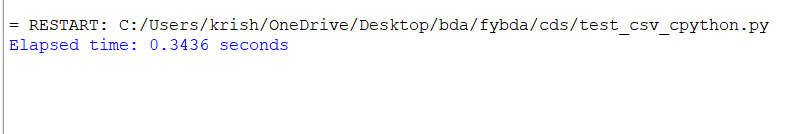 = RESTART: C:/Users/krish/OneDrive/Desktop/bda/fybda/cds/test_csv_cpython.py
Elapsed time: 0.3436 seconds